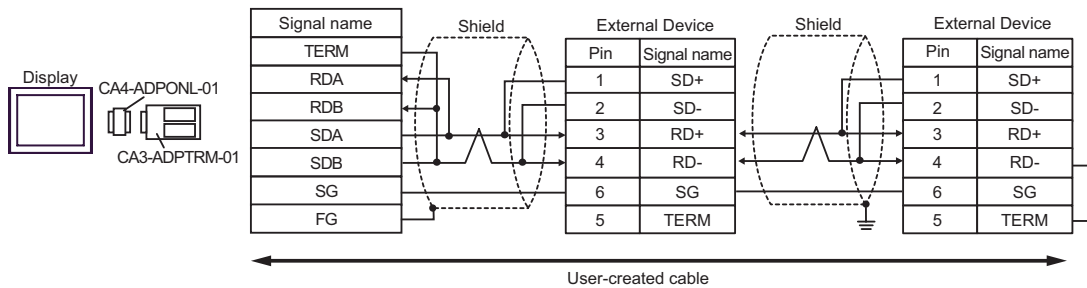 Display
CA4-ADPONL-01
CA3-ADPTRM-01
Signal name
TERM
RDA
RDB
SDA
SDB
SG
FG
Shield
External Device
Pin Signal name
1 SD+
2 SD-
3 RD+
4 RD-
6 SG
5 TERM
Shield
External Device
Pin Signal name
1 SD+
2 SD-
3 RD+
4 RD-
6 SG
5 TERM
User-created cable